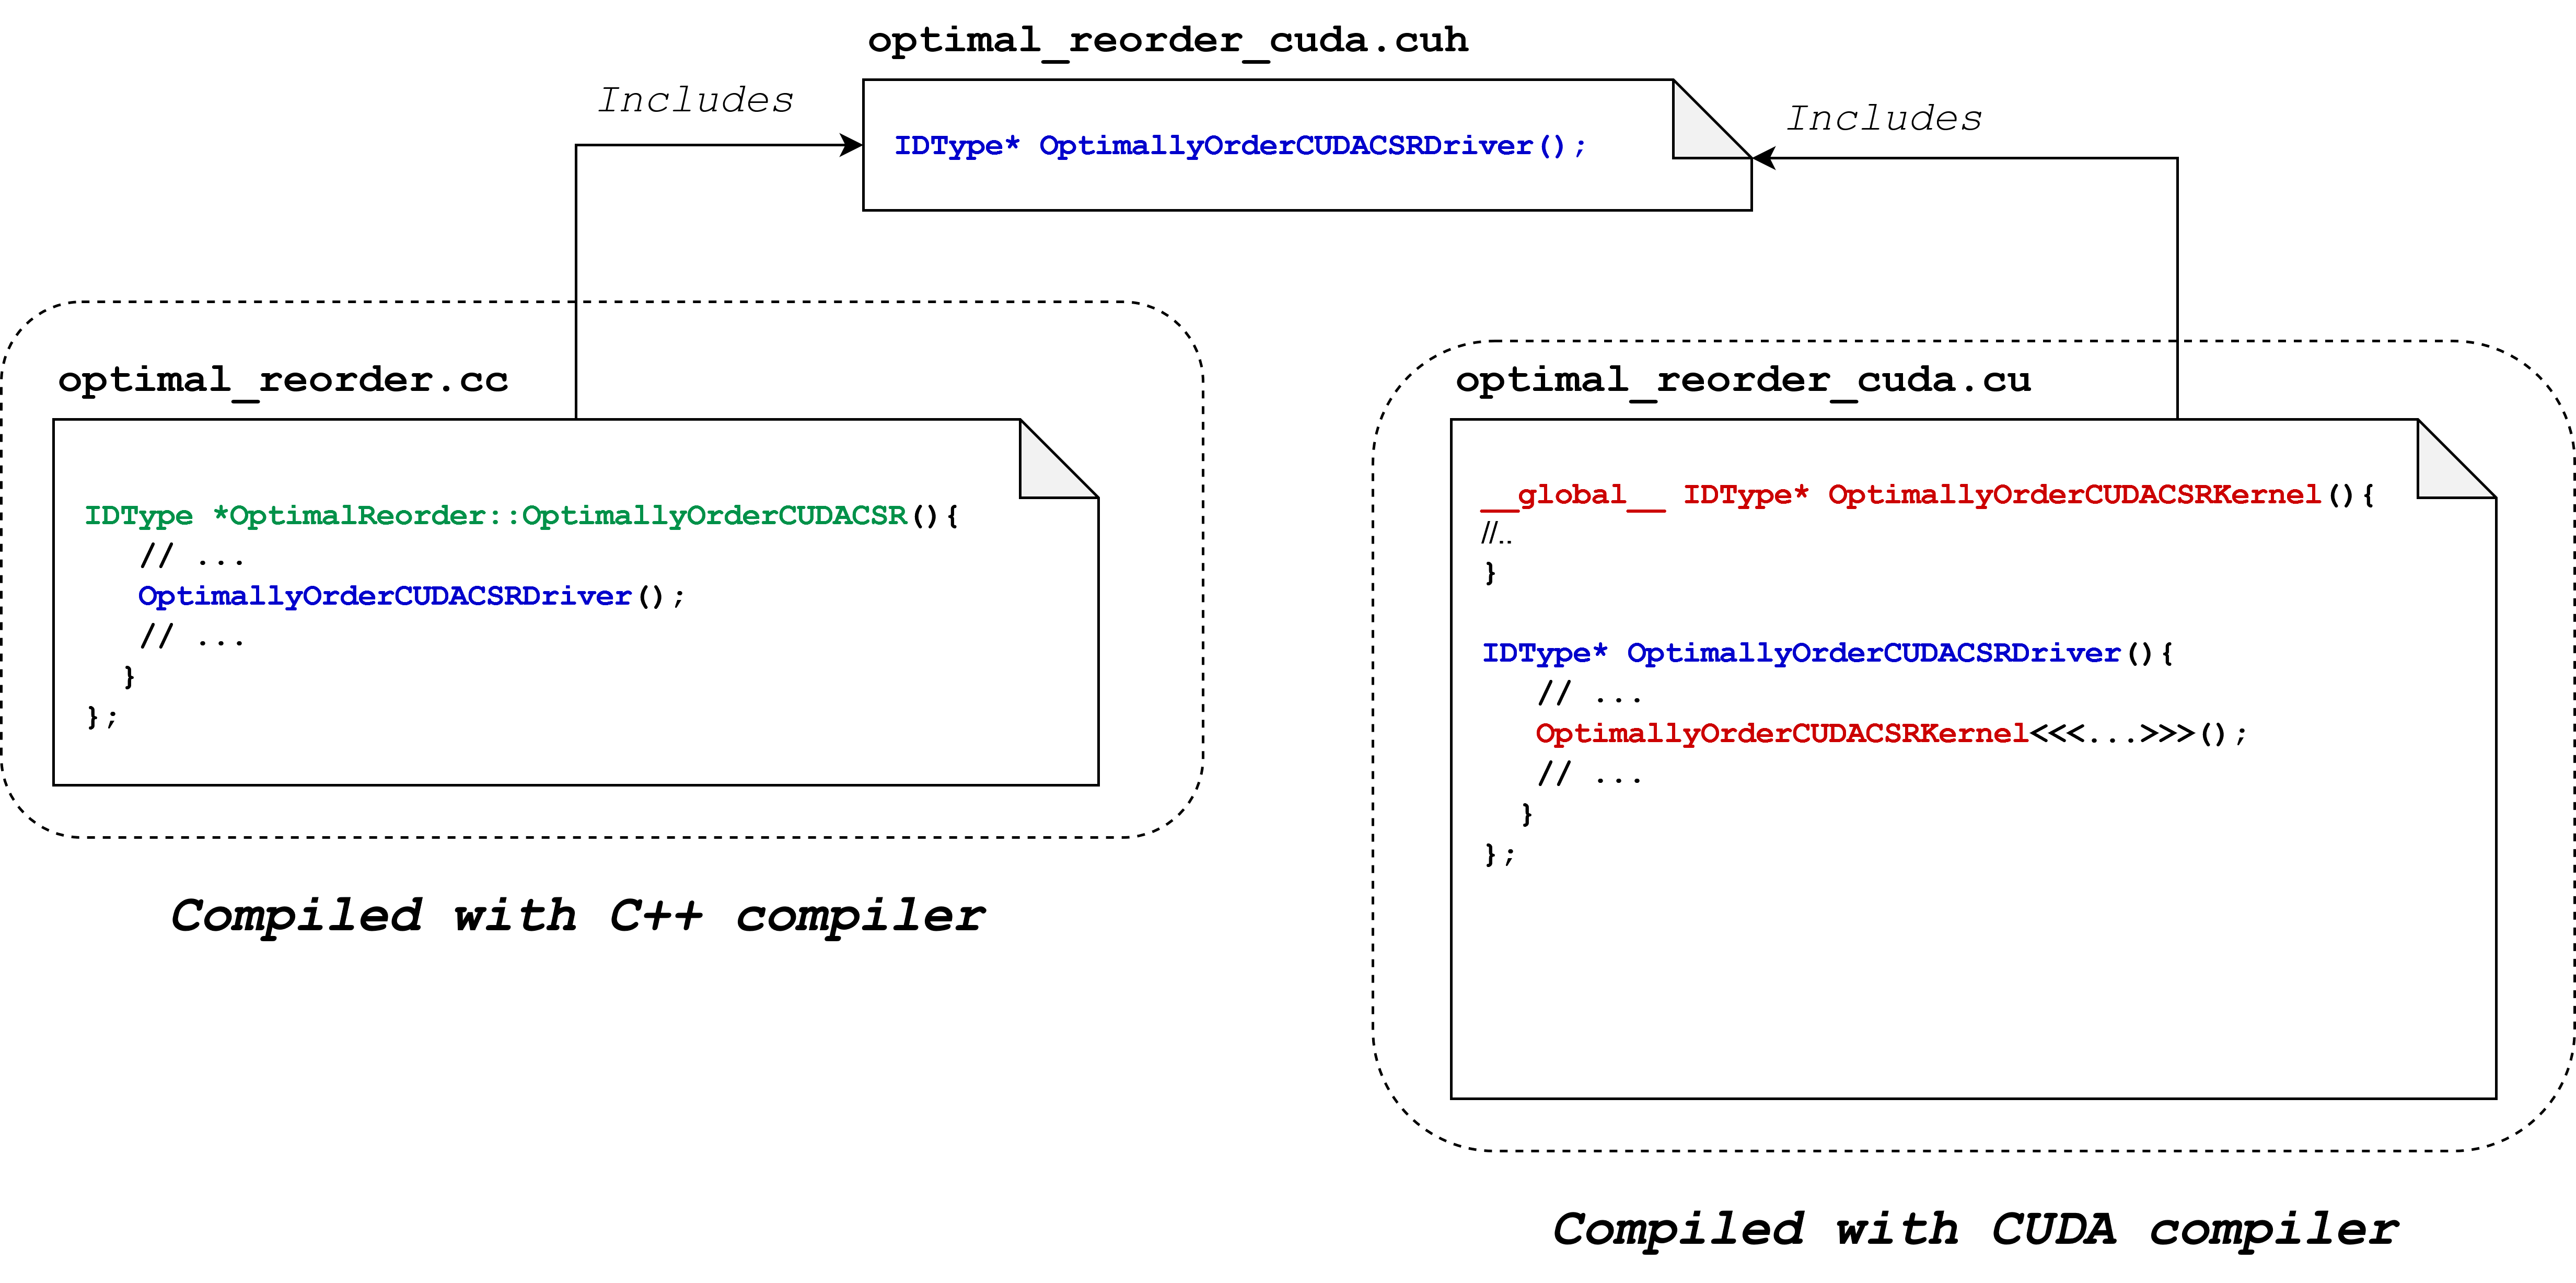 optimal_reorder_cuda.cuh
Includes
IDType* OptimallyOrderCUDACSRDriver();
Includes
optimal_reorder.cc
IDType *OptimalReorder::OptimallyOrderCUDACSR(){
// ...
OptimallyOrderCUDACSRDriver();
// ...
}
};
Compiled with C++ compiler
optimal_reorder_cuda.cu
__global__ IDType* OptimallyOrderCUDACSRKernel(){
//..
}
IDType* OptimallyOrderCUDACSRDriver(){
// ...
OptimallyOrderCUDACSRKernel<<<...>>>();
// ...
}
};
Compiled with CUDA compiler